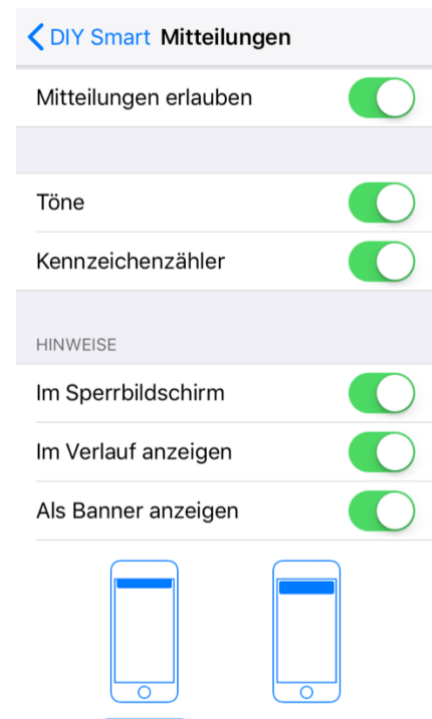 DIY Smart Mitteilungen
Mitteilungen erlauben
Töne
Kennzeichenzähler
HINWEISE
Im Sperrbildschirm
Im Verlauf anzeigen
Als Banner anzeigen